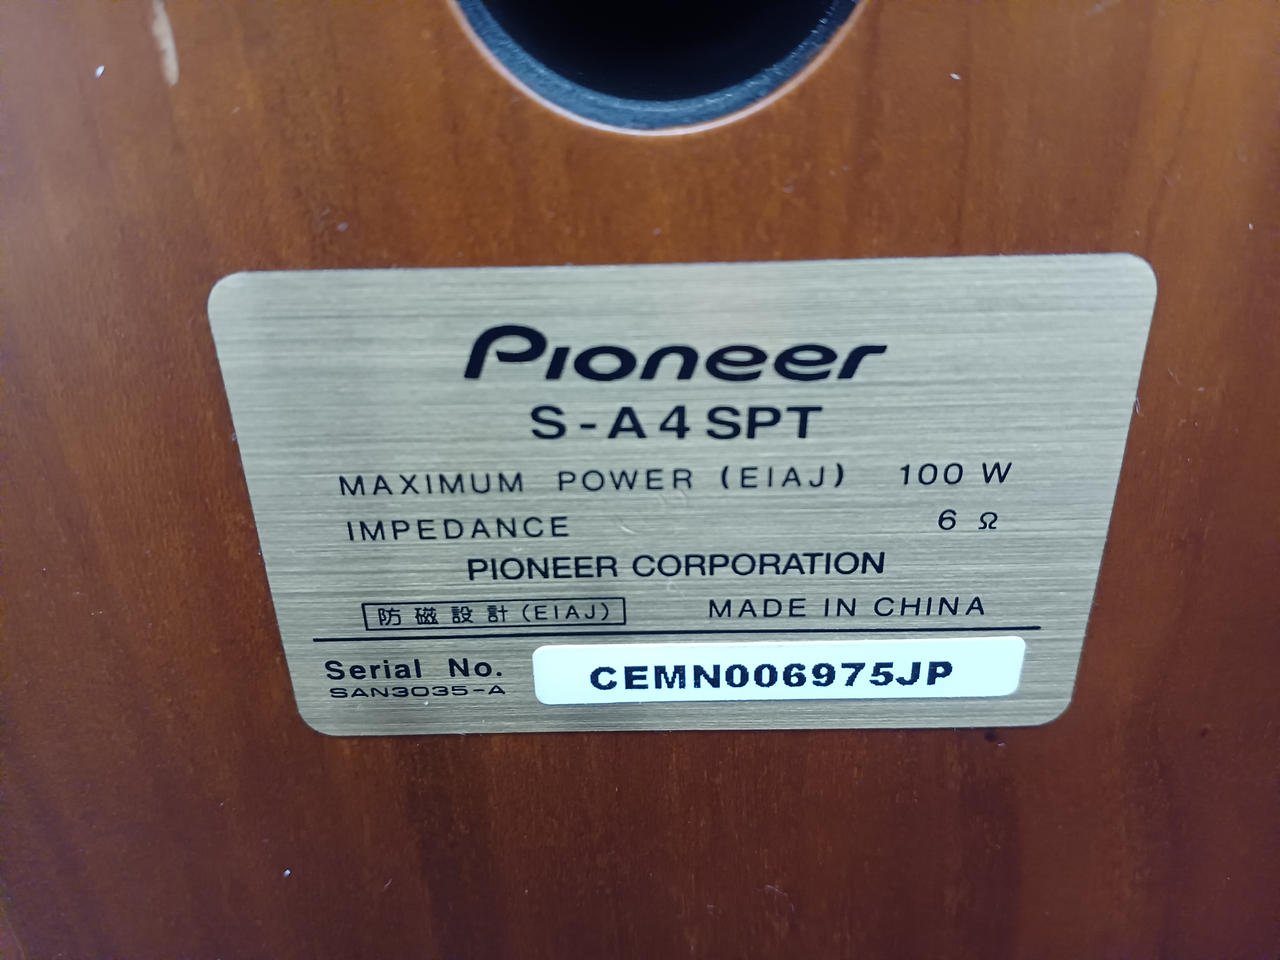 Pioneer
S-A4SPT
MAXIMUM POWER (EIAJ) 100 W
IMPEDANCE 6 Ω
PIONEER CORPORATION
防磁設計(EIAJ) MADE IN CHINA
Serial No. CEMN006975JP
SAN3035-A